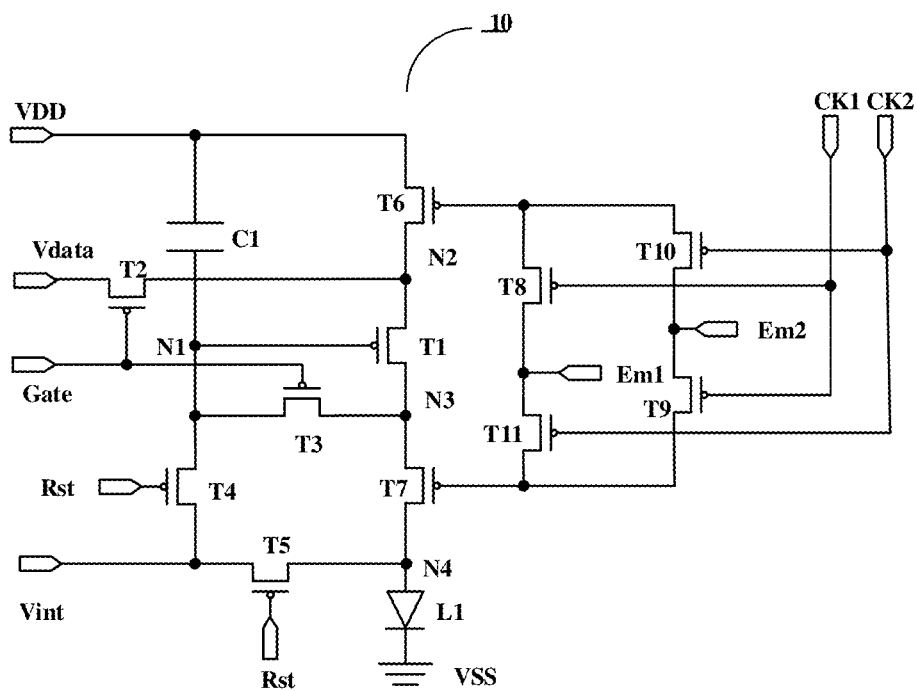 10
CK1 CK2
VDD
T6
C1
N2
T10
Vdata
T2
T8
Em2
N1
T1
Em1
Gate
N3
T9
T3
T11
Rst
T4
T7
T5
N4
Vint
L1
Rst
VSS